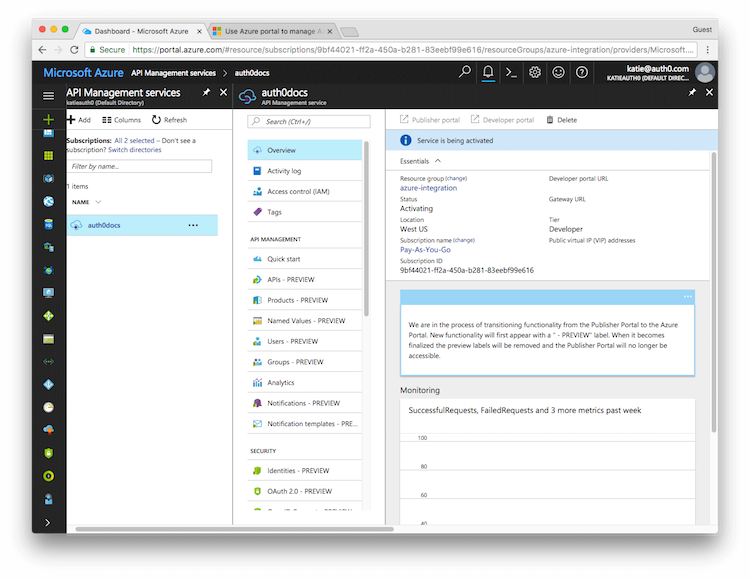 Dashboard - Microsoft Azure
Use Azure portal to manage A
Guest
Secure
https://portal.azure.com/#resource/subscriptions/9bf44021-ff2a-450a-b281-83eebf99e616/resourceGroups/azure-integration/providers/Microsoft....
Microsoft Azure
API Management services
auth0docs
katie@auth0.com
KATIEAUTH0 (DEFAULT DIREC...
API Management services
katieauth0 (Default Directory)
Add
Columns
Refresh
Subscriptions: All 2 selected – Don't see a
subscription? Switch directories
Filter by name...
1 items
NAME
auth0docs
...
auth0docs
API Management service
Search (Ctrl+/)
Overview
Activity log
Access control (IAM)
Tags
API MANAGEMENT
Quick start
APIs - PREVIEW
Products - PREVIEW
Named Values - PREVIEW
Users - PREVIEW
Groups - PREVIEW
Analytics
Notifications - PREVIEW
Notification templates - PRE...
SECURITY
Identities - PREVIEW
OAuth 2.0 - PREVIEW
Publisher portal
Developer portal
Delete
Service is being activated
Essentials
Resource group (change)
azure-integration
Status
Activating
Location
West US
Subscription name (change)
Pay-As-You-Go
Subscription ID
9bf44021-ff2a-450a-b281-83eebf99e616
Developer portal URL
Gateway URL
Tier
Developer
Public virtual IP (VIP) addresses
...
We are in the process of transitioning functionality from the Publisher Portal to the Azure
Portal. New functionality will first appear with a " - PREVIEW" label. When it becomes
finalized the preview labels will be removed and the Publisher Portal will no longer be
accessible.
Monitoring
SuccessfulRequests, FailedRequests and 3 more metrics past week
100
80
60
40